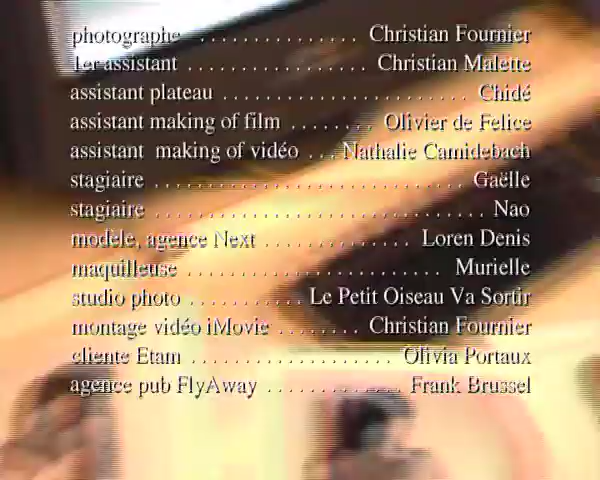 photographe ............... Christian Fournier
1er assistant ................. Christian Malette
assistant plateau ...................... Chidé
assistant making of film ........ Olivier de Felice
assistant making of vidéo ... Nathalie Camidebach
stagiaire ............................ Gaëlle
stagiaire .............................. Nao
modèle, agence Next ............. Loren Denis
maquilleuse ....................... Murielle
studio photo .......... Le Petit Oiseau Va Sortir
montage vidéo iMovie ........ Christian Fournier
cliente Etam .................. Olivia Portaux
agence pub FlyAway ............ Frank Brussel